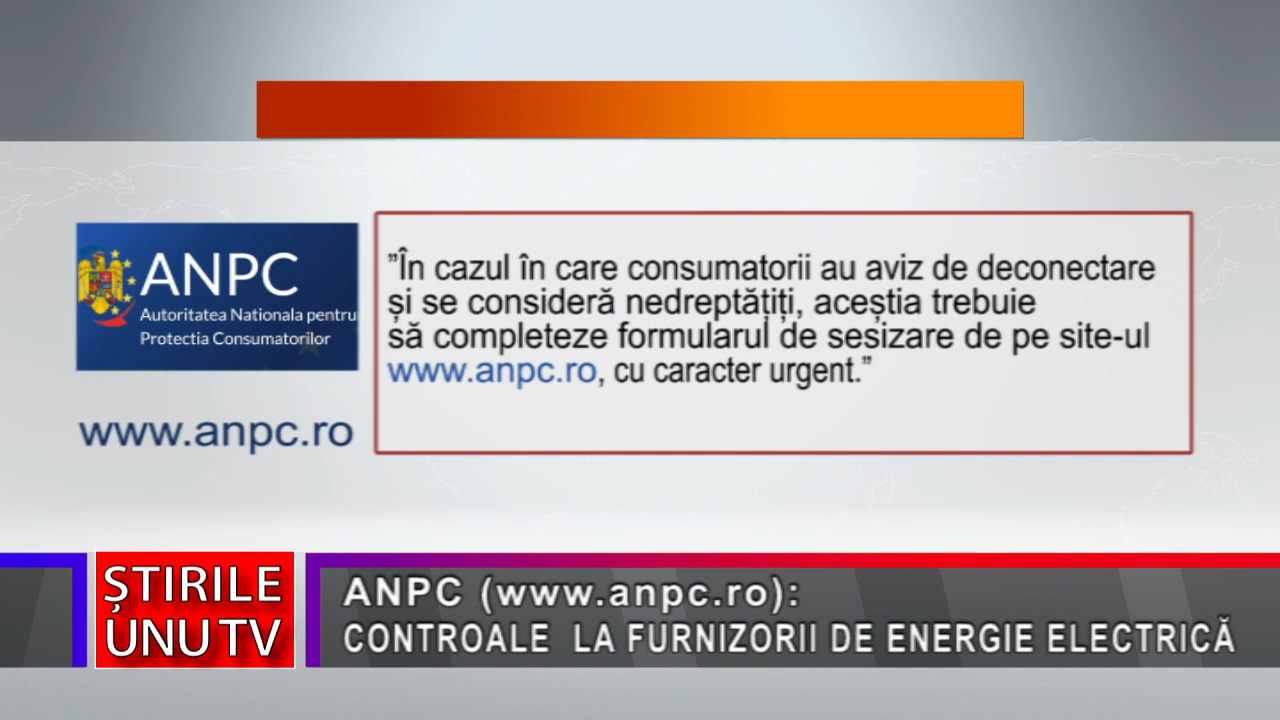 ANPC
Autoritatea Nationala pentru
Protectia Consumatorilor
www.anpc.ro
”În cazul în care consumatorii au aviz de deconectare
și se consideră nedreptățiți, aceștia trebuie
să completeze formularul de sesizare de pe site-ul
www.anpc.ro, cu caracter urgent.”
ȘTIRILE
UNU TV
ANPC (www.anpc.ro):
CONTROALE LA FURNIZORII DE ENERGIE ELECTRICĂ